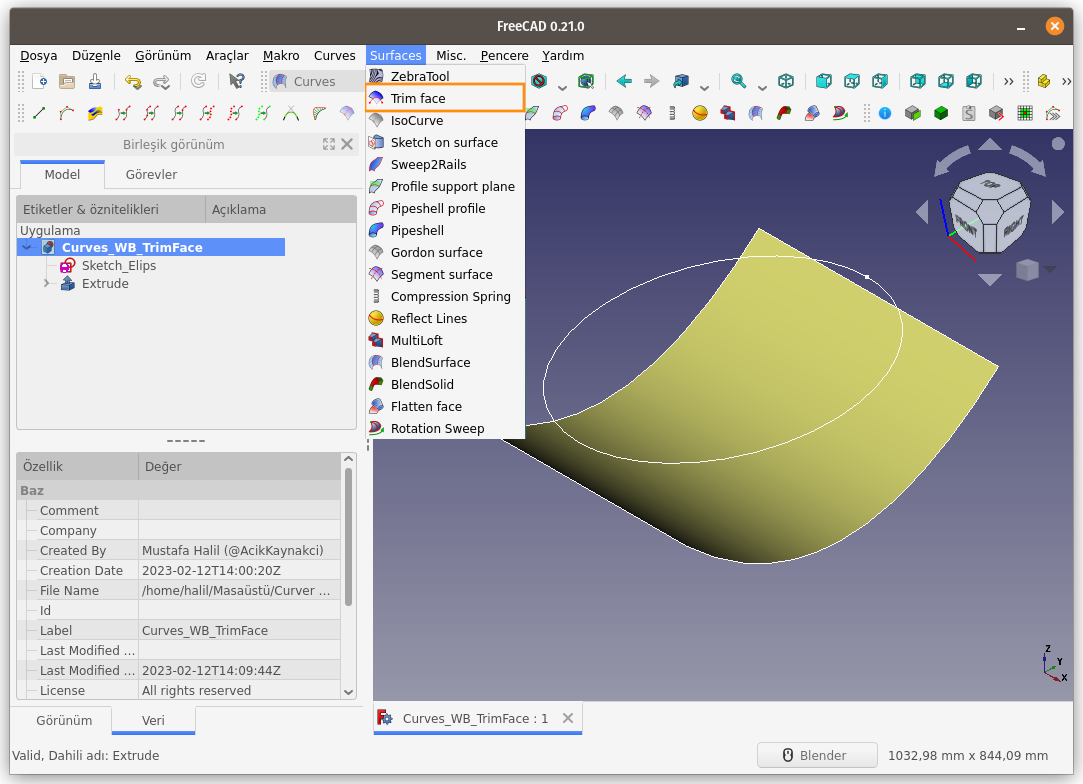 FreeCAD 0.21.0
Dosya Düzenle Görünüm Araçlar Makro Curves Surfaces Misc. Pencere Yardım
Curves
ZebraTool
Trim face
IsoCurve
Sketch on surface
Sweep2Rails
Profile support plane
Pipeshell profile
Pipeshell
Gordon surface
Segment surface
Compression Spring
Reflect Lines
MultiLoft
BlendSurface
BlendSolid
Flatten face
Rotation Sweep
Birleşik görünüm
Model Görevler
Etiketler & öznitelikleri Açıklama
Uygulama
Curves_WB_TrimFace
Sketch_Elips
Extrude
Özellik Değer
Baz
Comment
Company
Created By Mustafa Halil (@AcikKaynakci)
Creation Date 2023-02-12T14:00:20Z
File Name /home/halil/Masaüstü/Curver ...
Id
Label Curves_WB_TrimFace
Last Modified ...
Last Modified ... 2023-02-12T14:09:44Z
License All rights reserved
Görünüm Veri
TOP
FRONT RIGHT
Z
Y
X
Curves_WB_TrimFace : 1
Valid, Dahili adı: Extrude
Blender 1032,98 mm x 844,09 mm